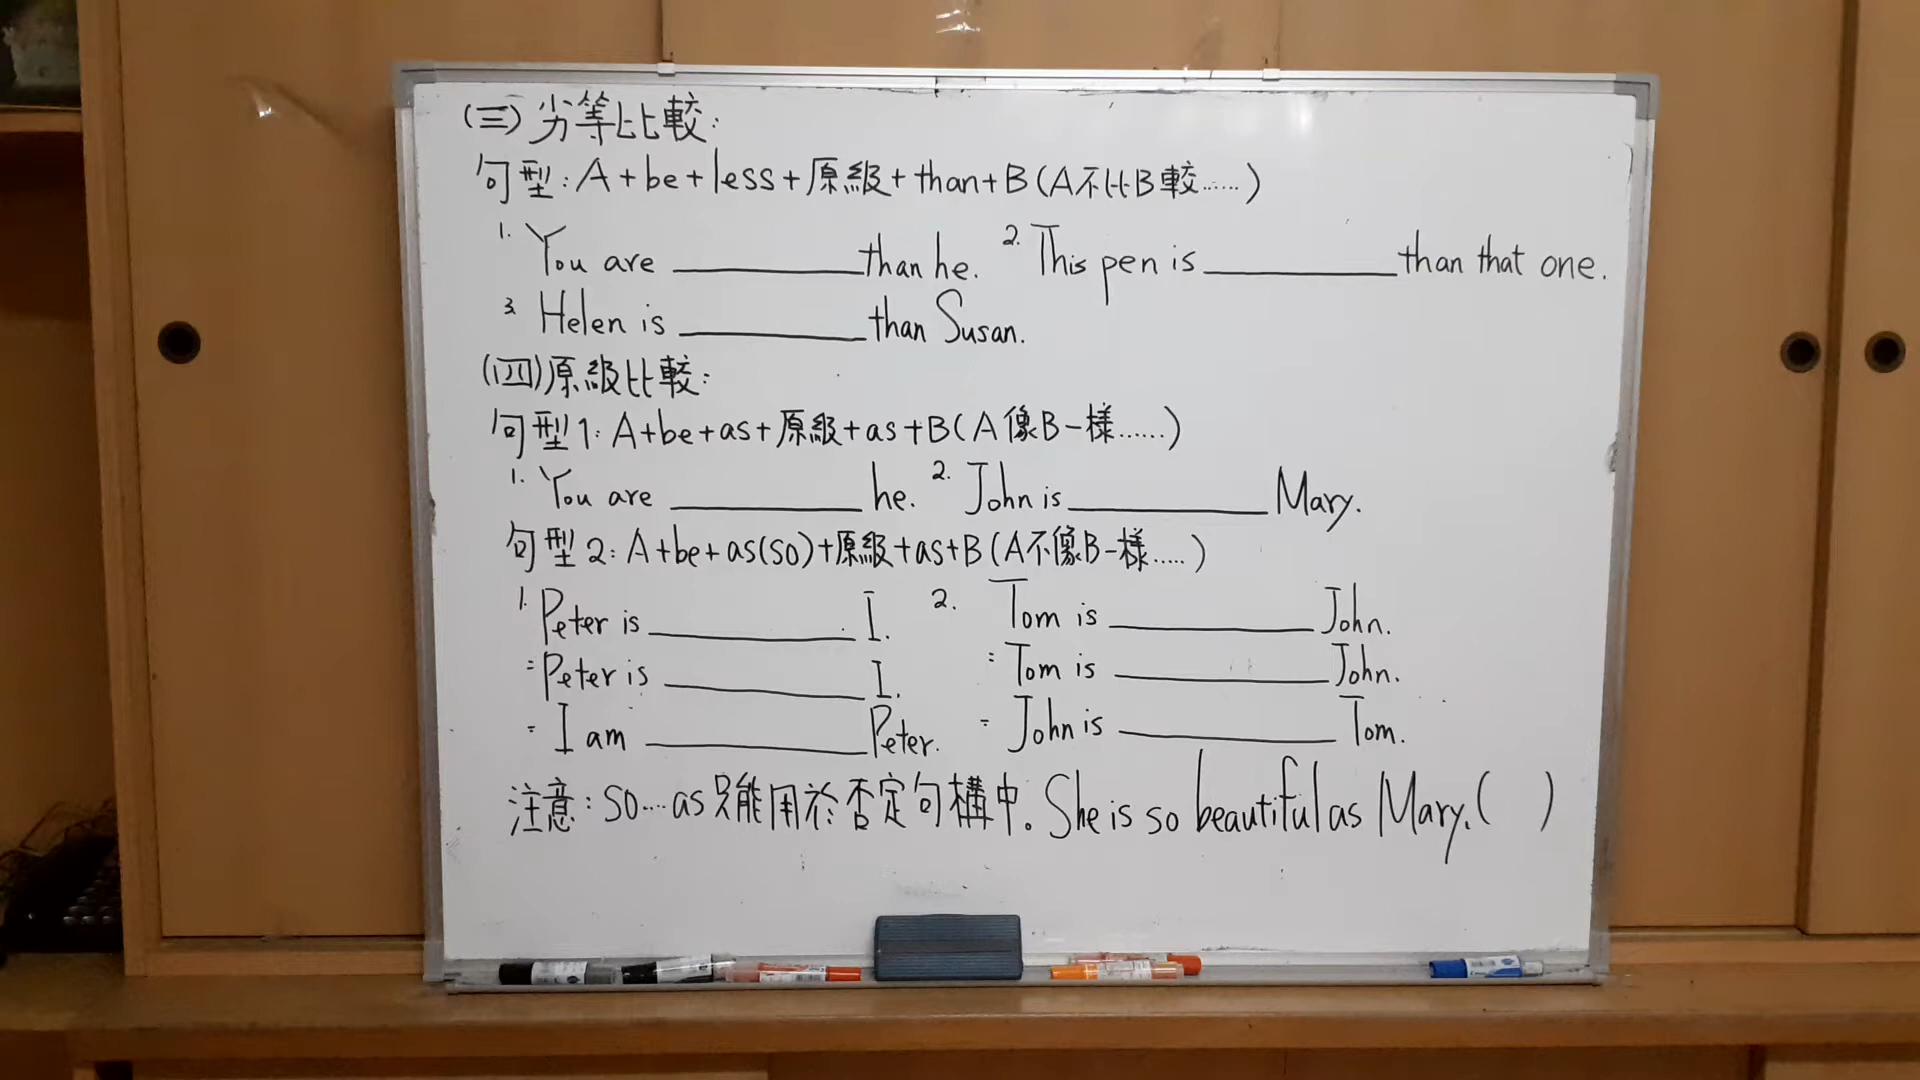 (三)劣等比較:
句型:A+be+less+原級+than+B(A不比B較......)
1. You are ________ than he. 2. This pen is ________ than that one.
3. Helen is ________ than Susan.
(四)原級比較:
句型1:A+be+as+原級+as+B(A像B一樣......)
1. You are ________ he. 2. John is ________ Mary.
句型2:A+be+as(so)+原級+as+B(A不像B一樣.....)
1. Peter is ________ I. 2. Tom is ________ John.
=Peter is ________ I. =Tom is ________ John.
=I am ________ Peter. =John is ________ Tom.
注意:so....as只能用於否定句構中。She is so beautiful as Mary.( )